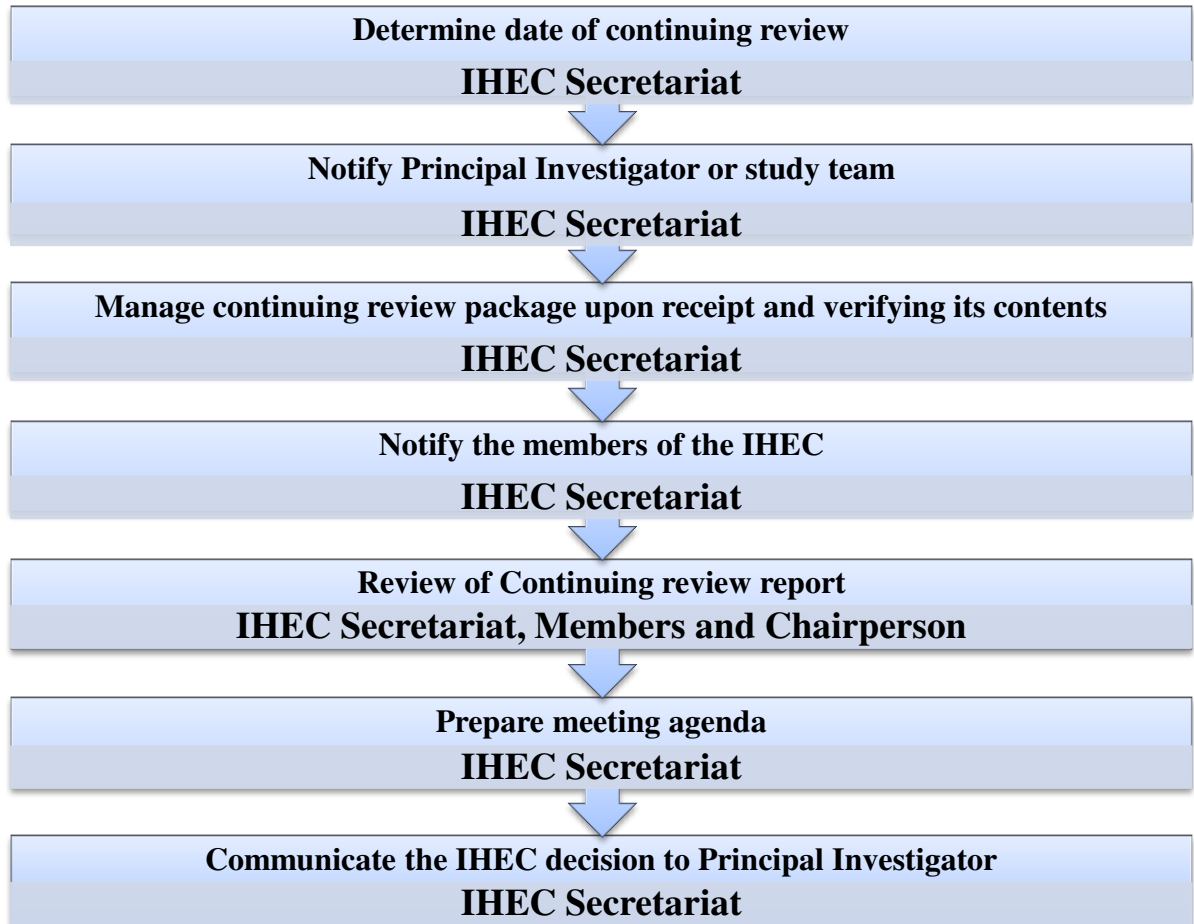 Determine date of continuing review
IHEC Secretariat
Notify Principal Investigator or study team
IHEC Secretariat
Manage continuing review package upon receipt and verifying its contents
IHEC Secretariat
Notify the members of the IHEC
IHEC Secretariat
Review of Continuing review report
IHEC Secretariat, Members and Chairperson
Prepare meeting agenda
IHEC Secretariat
Communicate the IHEC decision to Principal Investigator
IHEC Secretariat